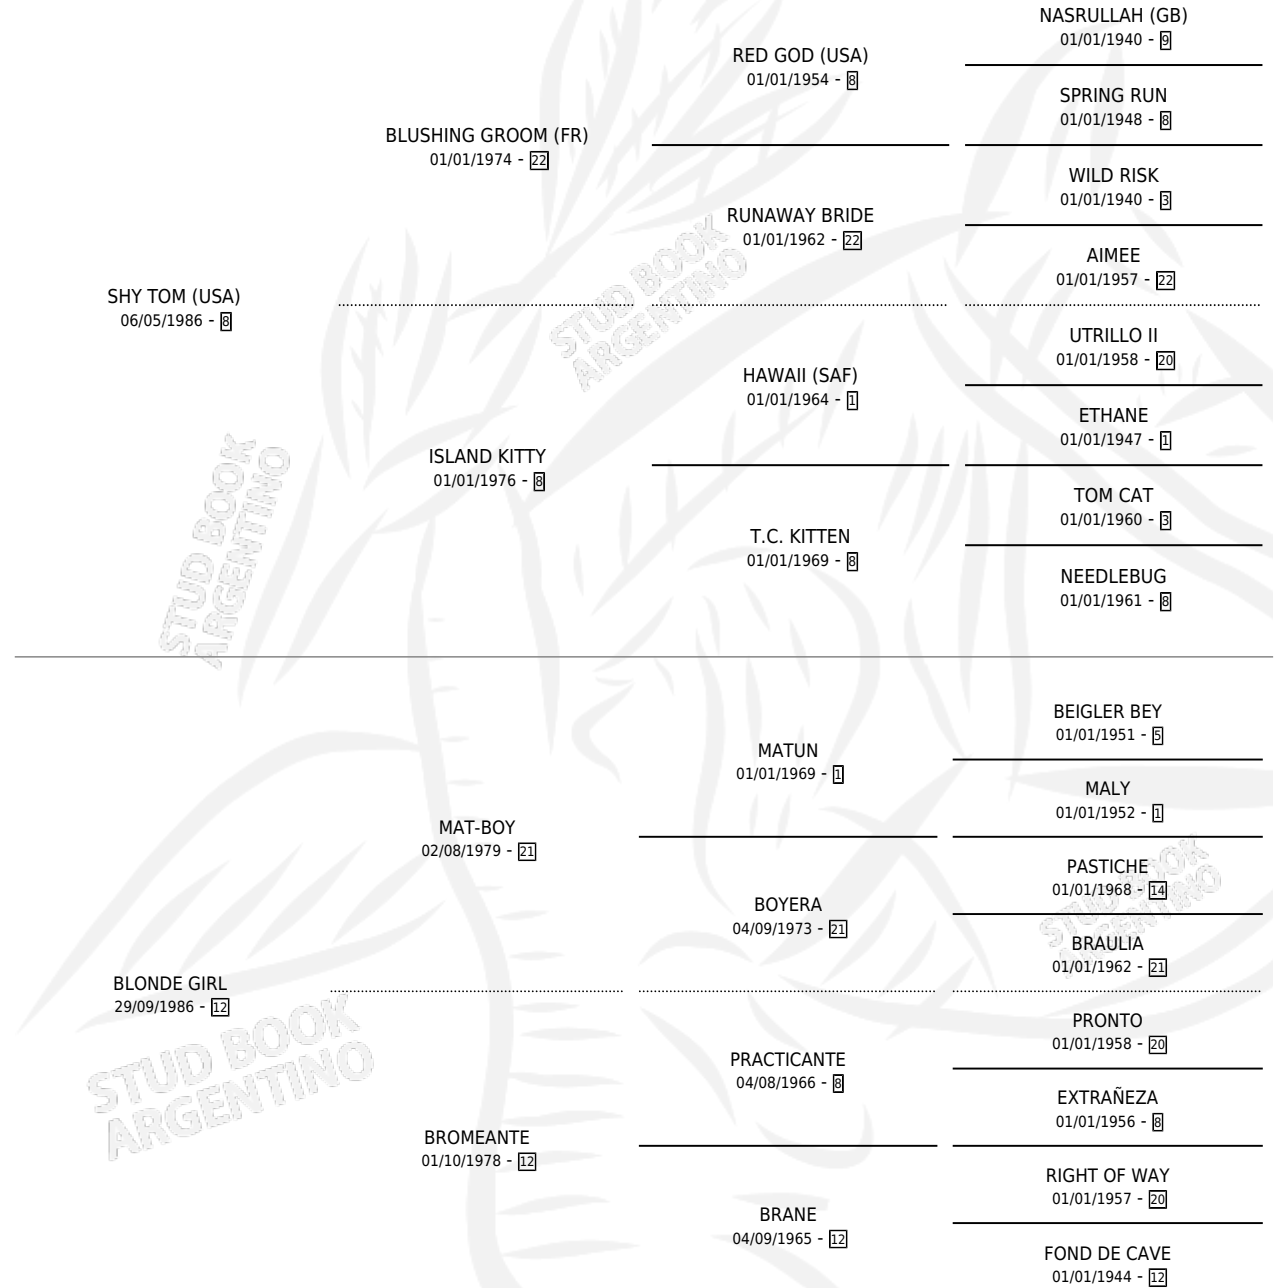 NASRULLAH (GB)
01/01/1940 - 9
RED GOD (USA)
01/01/1954 - 8
SPRING RUN
01/01/1948 - 8
BLUSHING GROOM (FR)
01/01/1974 - 22
WILD RISK
01/01/1940 - 3
RUNAWAY BRIDE
01/01/1962 - 22
AIMEE
01/01/1957 - 22
SHY TOM (USA)
06/05/1986 - 8
UTRILLO II
01/01/1958 - 20
HAWAII (SAF)
01/01/1964 - 1
ETHANE
01/01/1947 - 1
ISLAND KITTY
01/01/1976 - 8
TOM CAT
01/01/1960 - 3
T.C. KITTEN
01/01/1969 - 8
NEEDLEBUG
01/01/1961 - 8
STUD BOOK
ARGENTINO
STUD BOOK
ARGENTINO
BEIGLER BEY
01/01/1951 - 5
MATUN
01/01/1969 - 1
MALY
01/01/1952 - 1
MAT-BOY
02/08/1979 - 21
PASTICHE
01/01/1968 - 14
BOYERA
04/09/1973 - 21
BRAULIA
01/01/1962 - 21
BLONDE GIRL
29/09/1986 - 12
PRONTO
01/01/1958 - 20
PRACTICANTE
04/08/1966 - 8
EXTRAÑEZA
01/01/1956 - 8
BROMEANTE
01/10/1978 - 12
RIGHT OF WAY
01/01/1957 - 20
BRANE
04/09/1965 - 12
FOND DE CAVE
01/01/1944 - 12
STUD BOOK
ARGENTINO
STUD BOOK
ARGENTINO